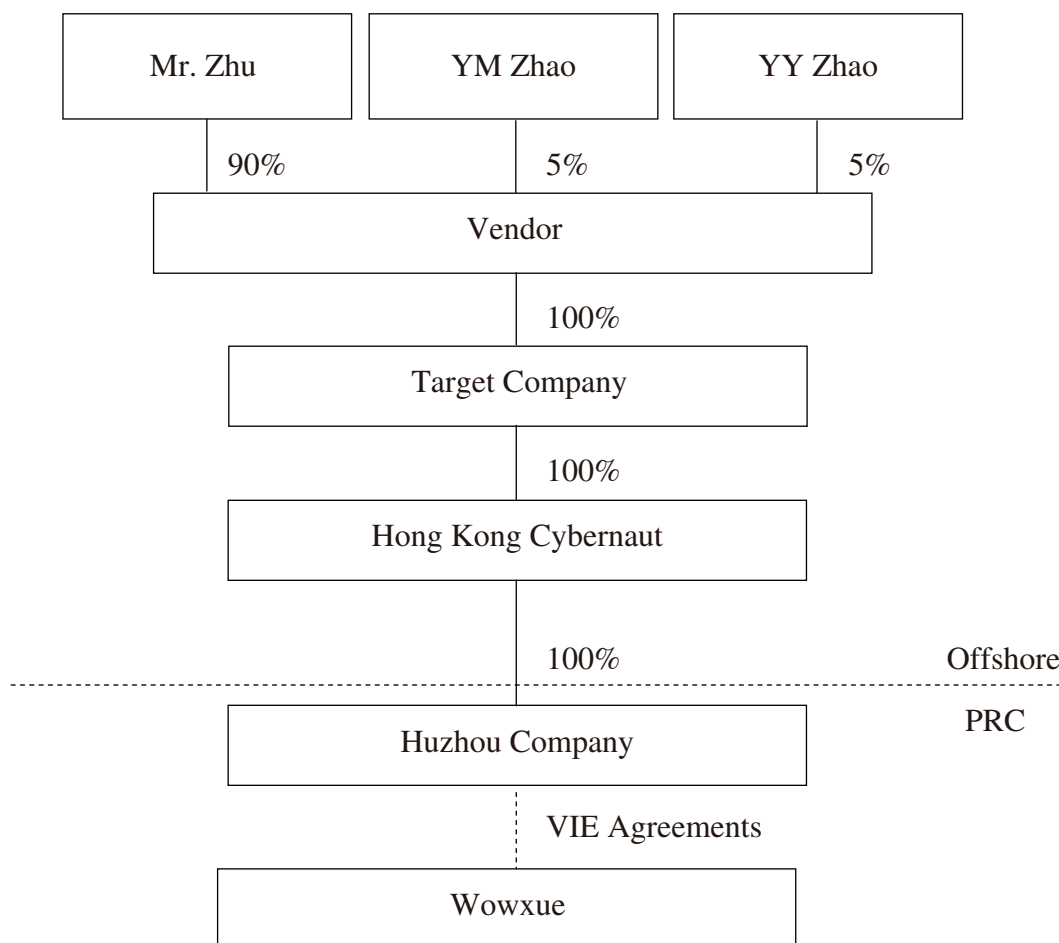 Mr. Zhu YM Zhao YY Zhao
90% 5% 5%
Vendor
100%
Target Company
100%
Hong Kong Cybernaut
100% Offshore
PRC
Huzhou Company
VIE Agreements
Wowxue